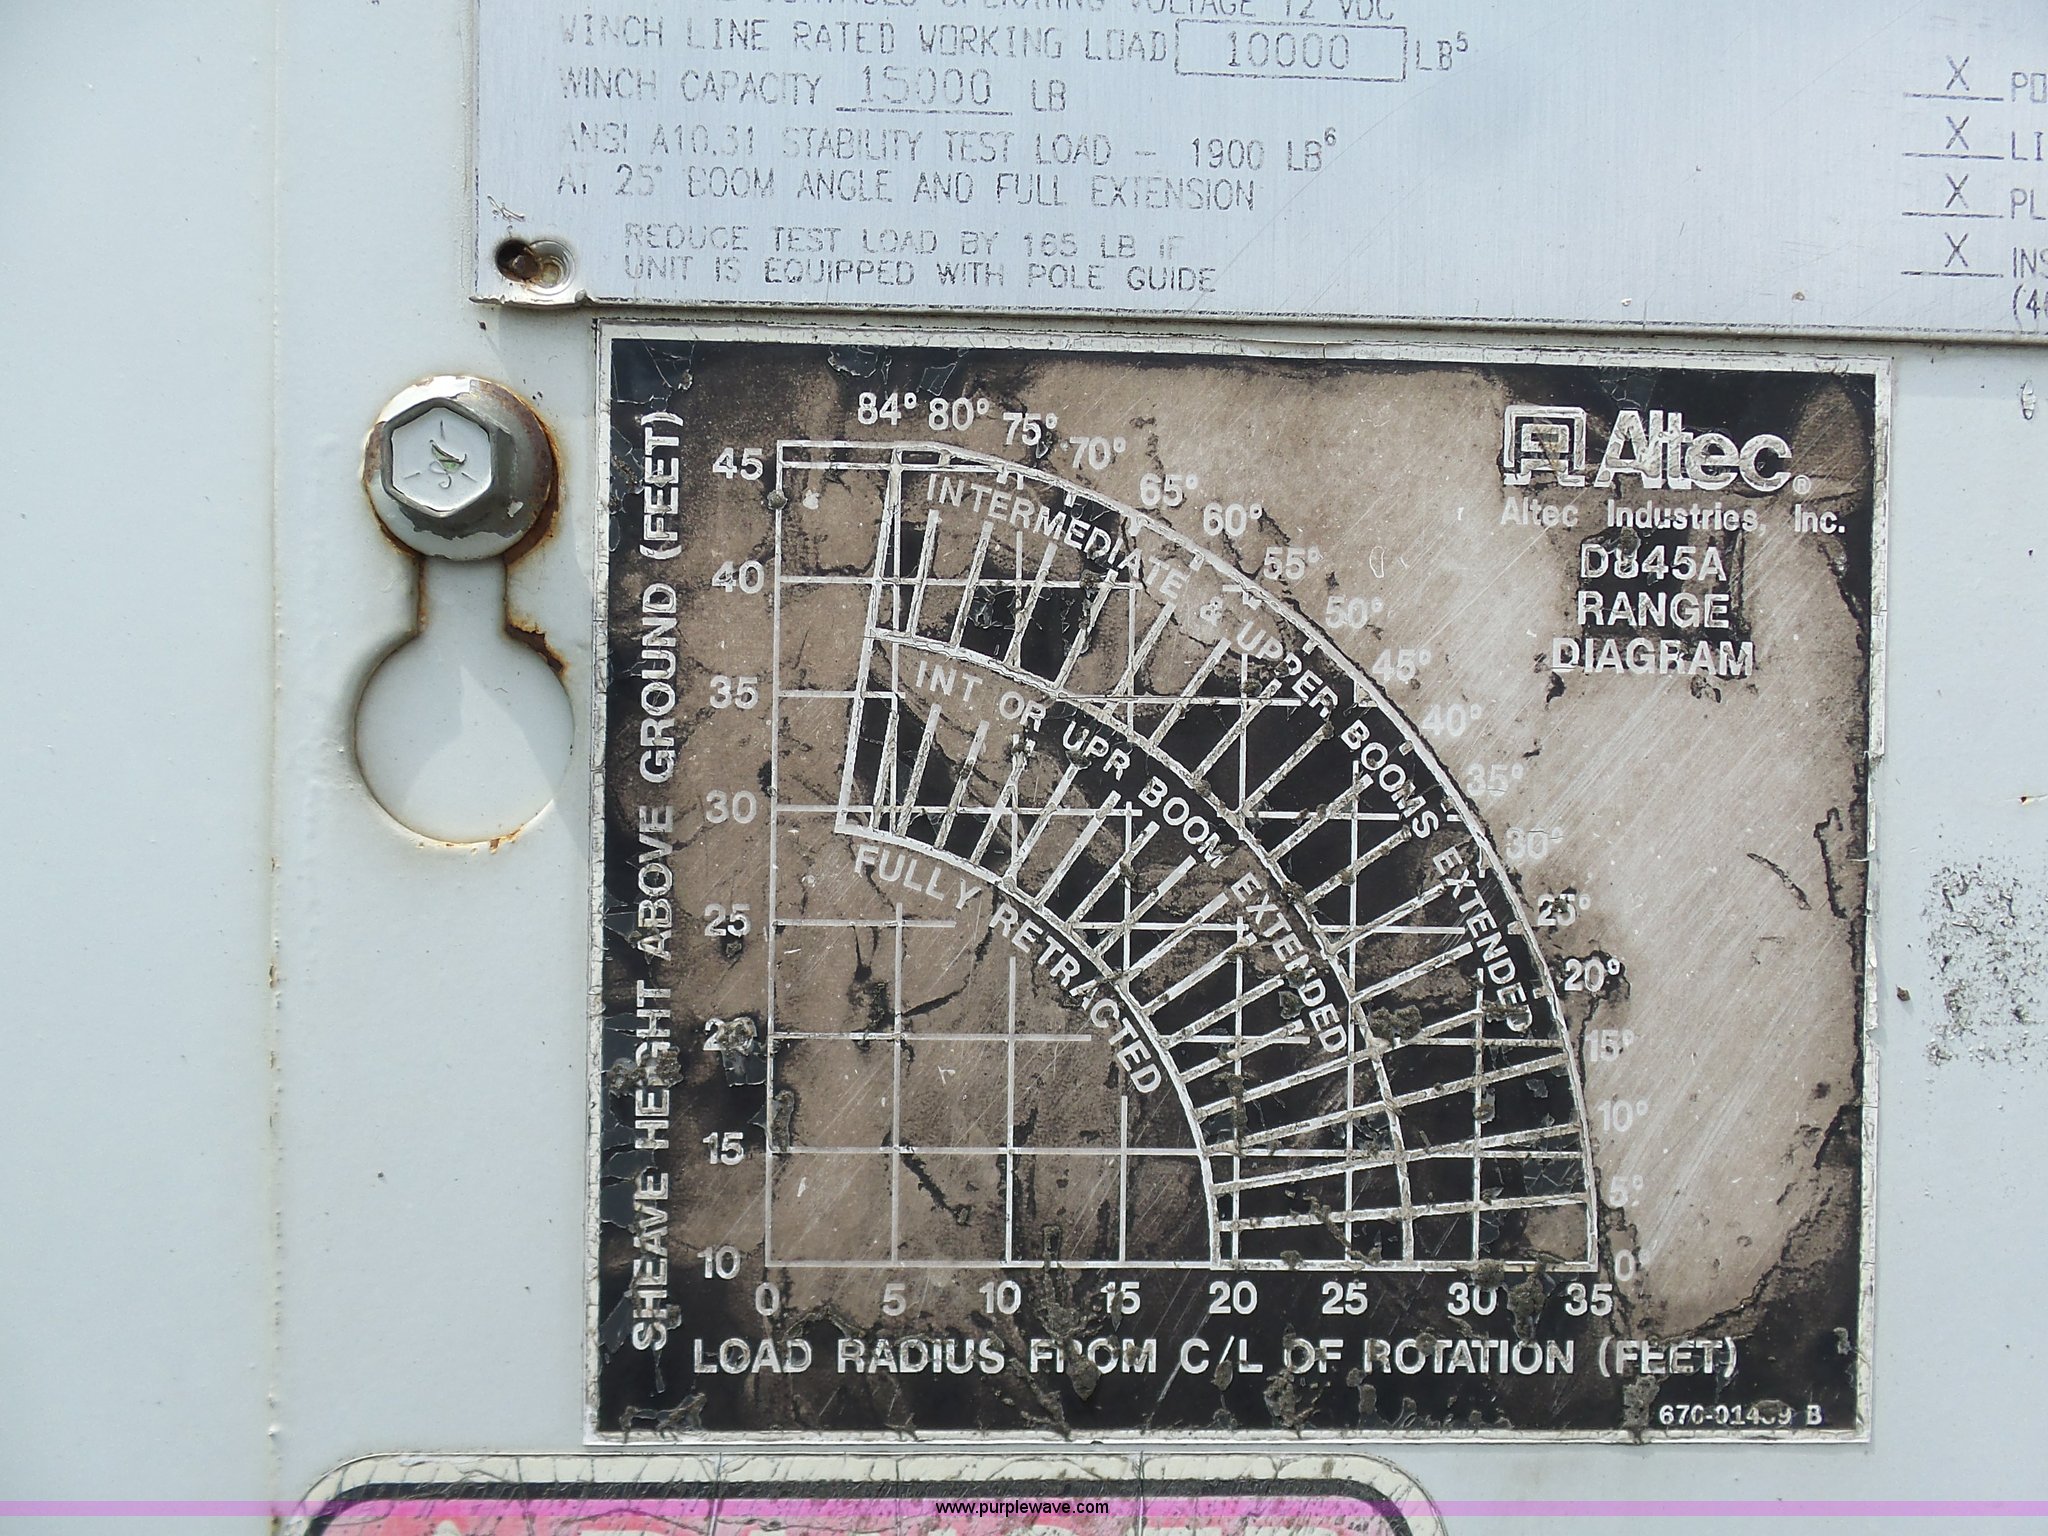 OPERATING VOLTAGE 12 VDC
WINCH LINE RATED WORKING LOAD 10000 LB5
WINCH CAPACITY 15000 LB
ANSI A10.31 STABILITY TEST LOAD - 1900 LB6
AT 25° BOOM ANGLE AND FULL EXTENSION
REDUCE TEST LOAD BY 165 LB IF
UNIT IS EQUIPPED WITH POLE GUIDE
X
X
X
X
Altec®
Altec Industries, Inc.
D845A
RANGE
DIAGRAM
84° 80° 75° 70° 65° 60° 55° 50° 45° 40° 35° 30° 25° 20° 15° 10° 5° 0°
SHEAVE HEIGHT ABOVE GROUND (FEET)
45
40
35
30
25
20
15
10
INTERMEDIATE & UPPER BOOMS EXTENDED
INT. OR UPR BOOM EXTENDED
FULLY RETRACTED
0 5 10 15 20 25 30 35
LOAD RADIUS FROM C/L OF ROTATION (FEET)
B
www.purplewave.com